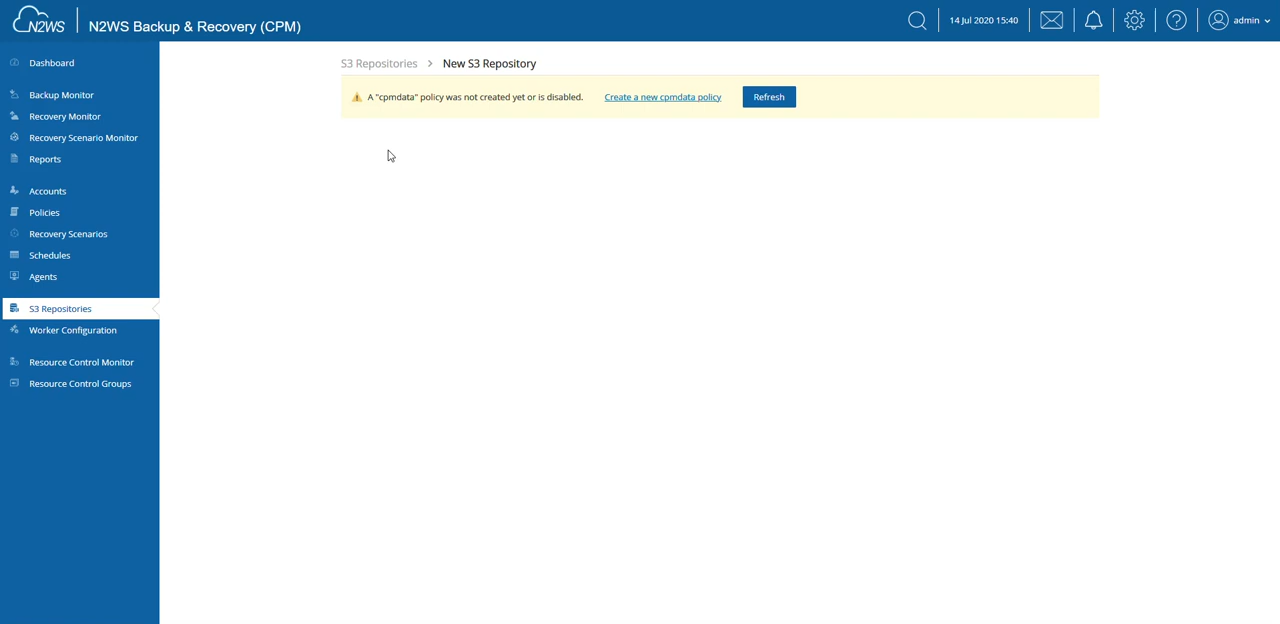 N2WS N2WS Backup & Recovery (CPM) 14 Jul 2020 15:40 admin
Dashboard
Backup Monitor
Recovery Monitor
Recovery Scenario Monitor
Reports
Accounts
Policies
Recovery Scenarios
Schedules
Agents
S3 Repositories
Worker Configuration
Resource Control Monitor
Resource Control Groups
S3 Repositories > New S3 Repository
A "cpmdata" policy was not created yet or is disabled. Create a new cpmdata policy Refresh